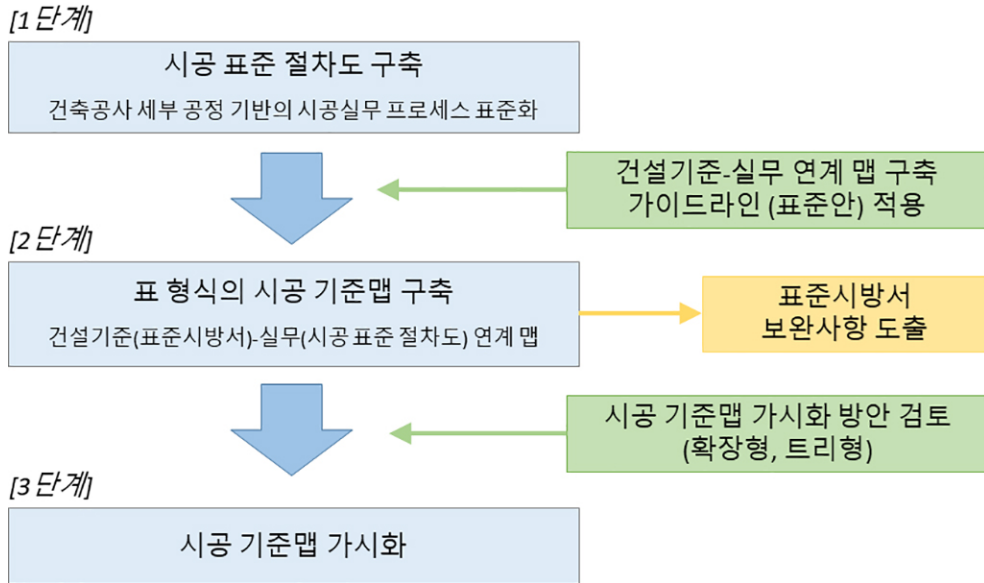 [1단계]
시공 표준 절차도 구축
건축공사 세부 공정 기반의 시공실무 프로세스 표준화
건설기준-실무 연계 맵 구축
가이드라인 (표준안) 적용
[2단계]
표 형식의 시공 기준맵 구축
건설기준(표준시방서)-실무(시공 표준 절차도) 연계 맵
표준시방서
보완사항 도출
시공 기준맵 가시화 방안 검토
(확장형, 트리형)
[3단계]
시공 기준맵 가시화